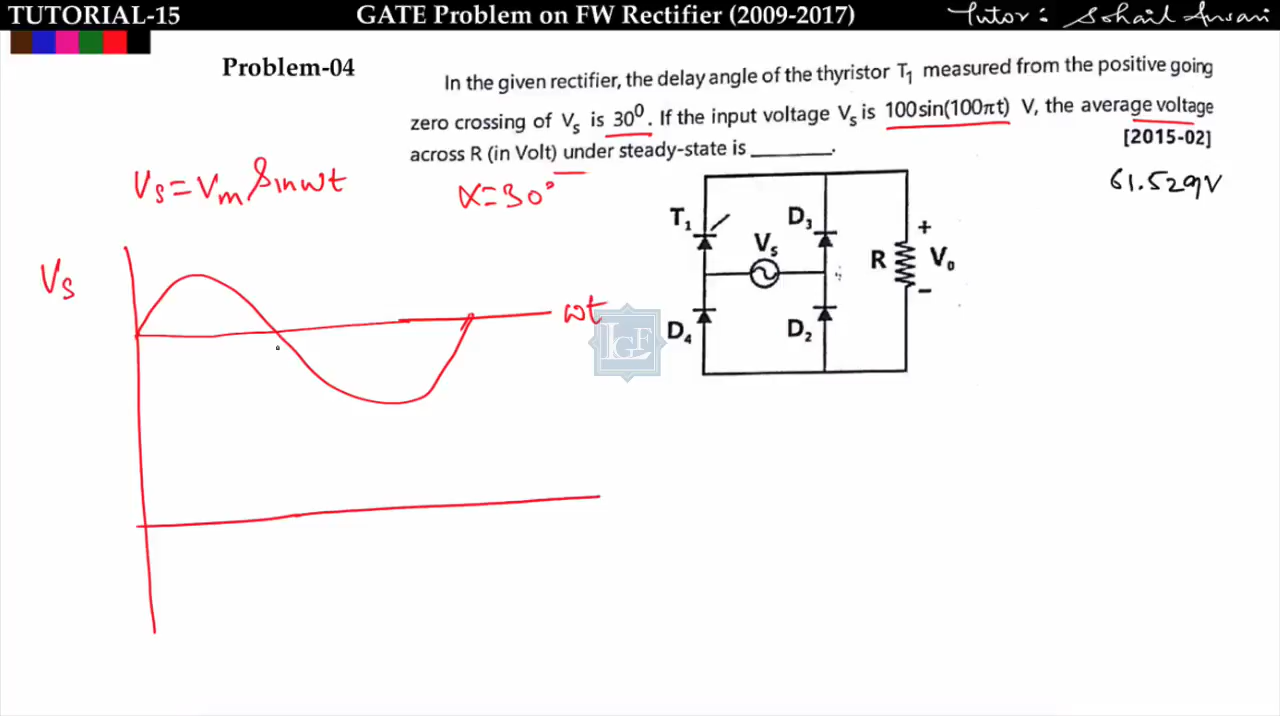 TUTORIAL-15
GATE Problem on FW Rectifier (2009-2017)
Tutor: Sohail Ansari
Problem-04
In the given rectifier, the delay angle of the thyristor T₁ measured from the positive going
zero crossing of Vₛ is 30⁰. If the input voltage Vₛ is 100sin(100πt) V, the average voltage
across R (in Volt) under steady-state is ________.
[2015-02]
61.529V
Vs = Vm Sinωt
α=30°
Vs
ωt
T₁
D₃
Vₛ
R
+
V₀
-
D₄
D₂
LGF